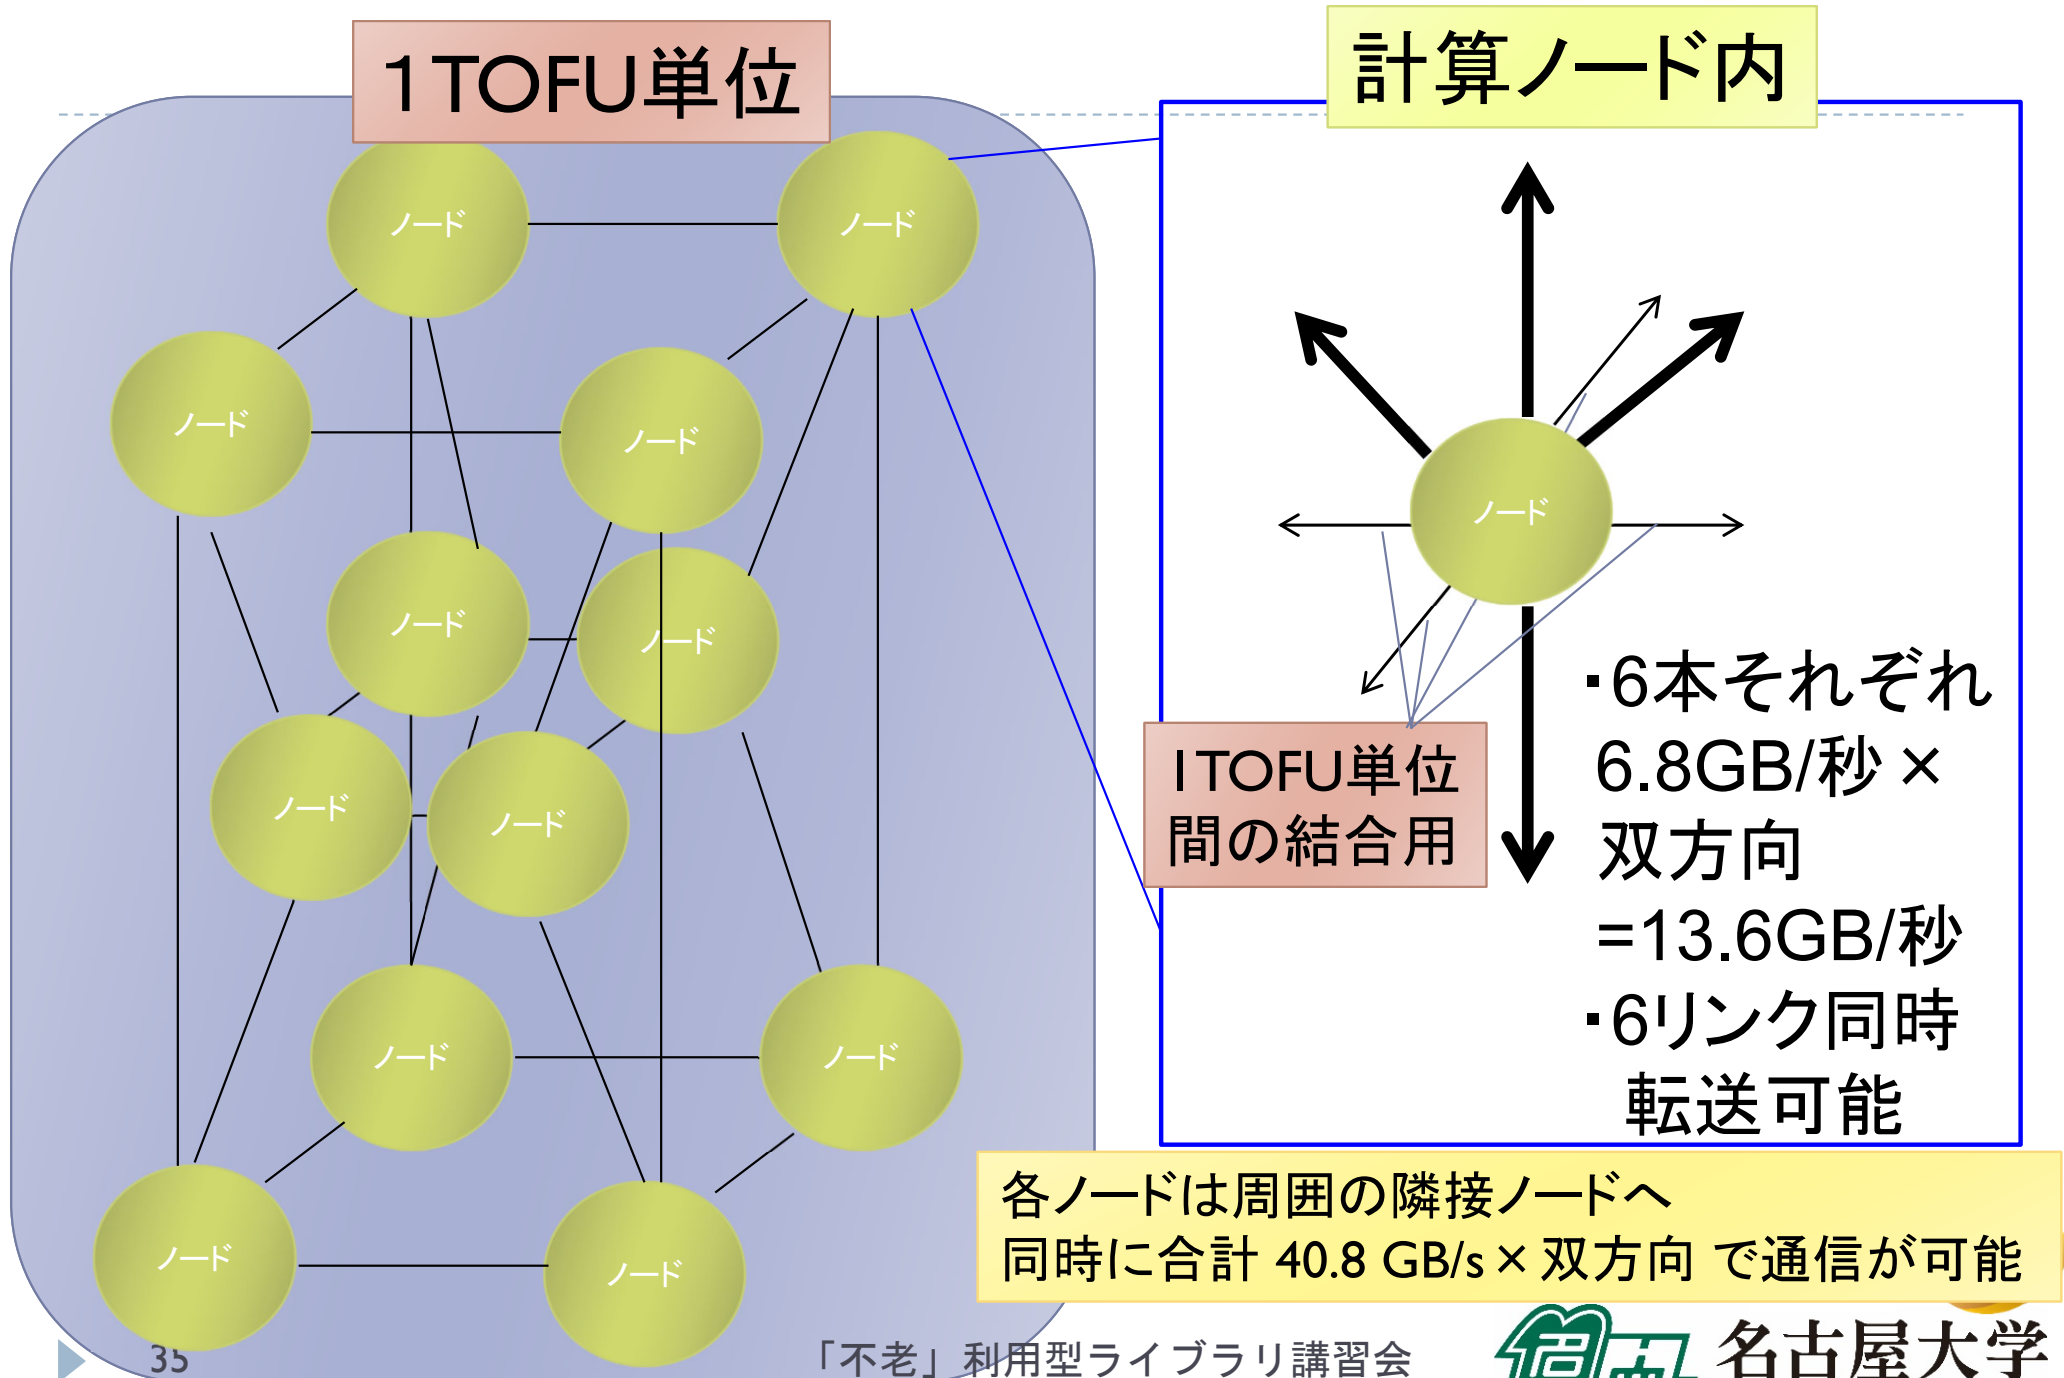 1TOFU単位
計算ノード内
ノード
ノード
ノード
ノード
ノード
ノード
ノード
ノード
ノード
ノード
ノード
ノード
ノード
1TOFU単位
間の結合用
・6本それぞれ
6.8GB/秒×
双方向
=13.6GB/秒
・6リンク同時
転送可能
各ノードは周囲の隣接ノードへ
同時に合計 40.8 GB/s×双方向 で通信が可能
35
「不老」利用型ライブラリ講習会
名古屋大学